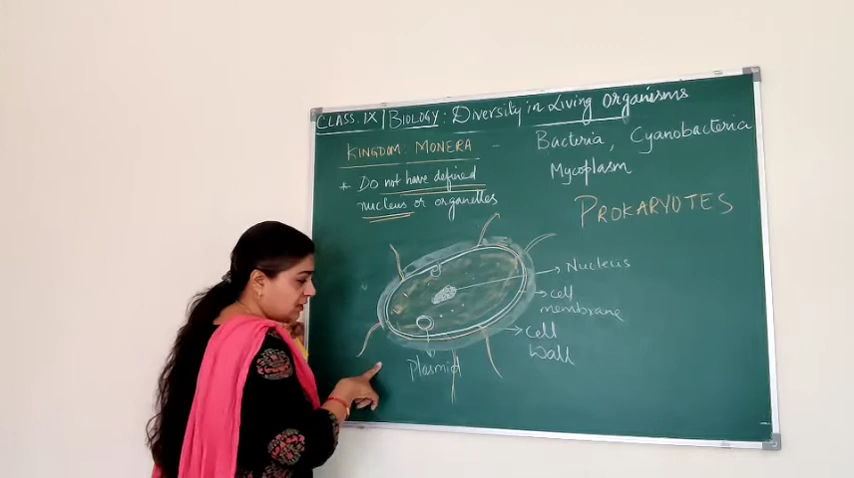 CLASS. IX | BIOLOGY: Diversity in Living Organisms
KINGDOM MONERA - Bacteria, Cyanobacteria
Mycoplasm
* Do not have defined
nucleus or organelles
PROKARYOTES
Nucleus
cell
membrane
Cell
Wall
Plasmid